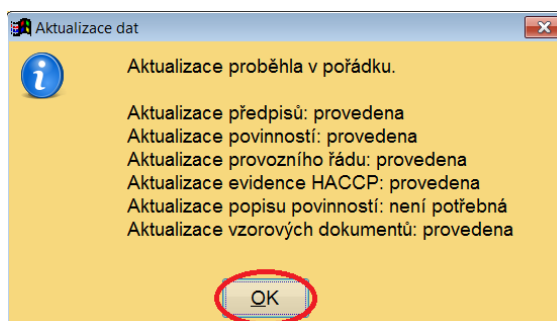 Aktualizace dat
Aktualizace proběhla v pořádku.
Aktualizace předpisů: provedena
Aktualizace povinností: provedena
Aktualizace provozního řádu: provedena
Aktualizace evidence HACCP: provedena
Aktualizace popisu povinností: není potřebná
Aktualizace vzorových dokumentů: provedena
OK